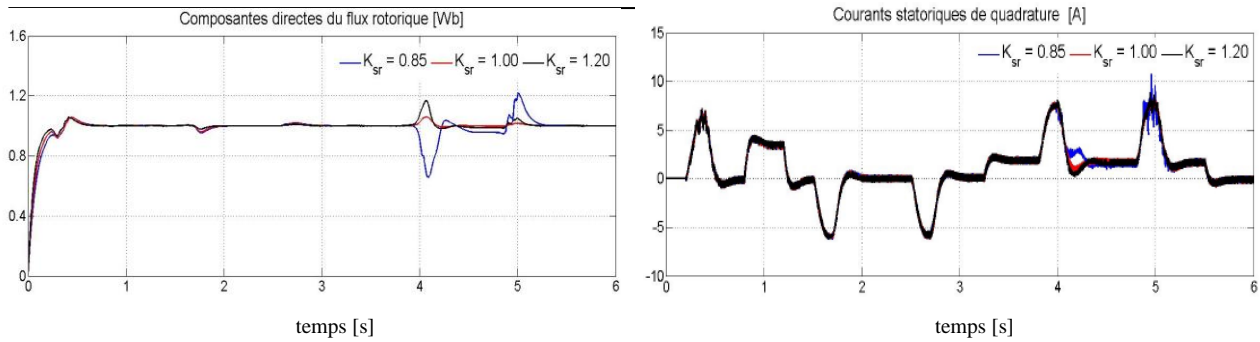 Composantes directes du flux rotorique [Wb]
1.6
1.2
0.8
0.4
0
K_sr = 0.85 K_sr = 1.00 K_sr = 1.20
0 1 2 3 4 5 6
temps [s]
Courants statoriques de quadrature [A]
15
10
5
0
-5
-10
K_sr = 0.85 K_sr = 1.00 K_sr = 1.20
0 1 2 3 4 5 6
temps [s]